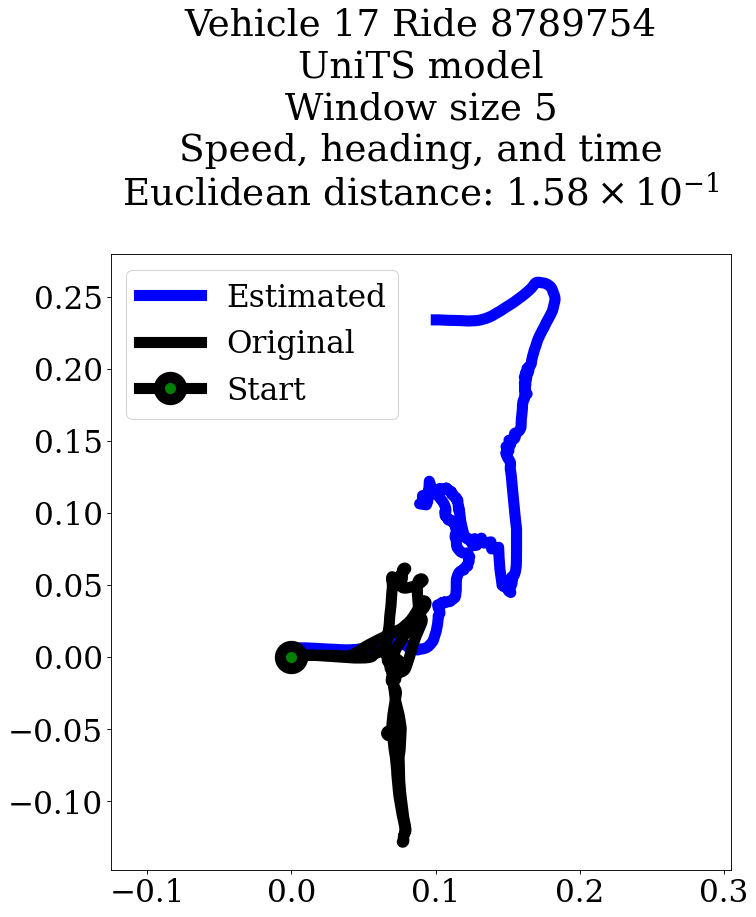 Vehicle 17 Ride 8789754
UniTS model
Window size 5
Speed, heading, and time
Euclidean distance: 1.58 × 10⁻¹
Estimated
Original
Start
0.25
0.20
0.15
0.10
0.05
0.00
−0.05
−0.10
−0.1 0.0 0.1 0.2 0.3